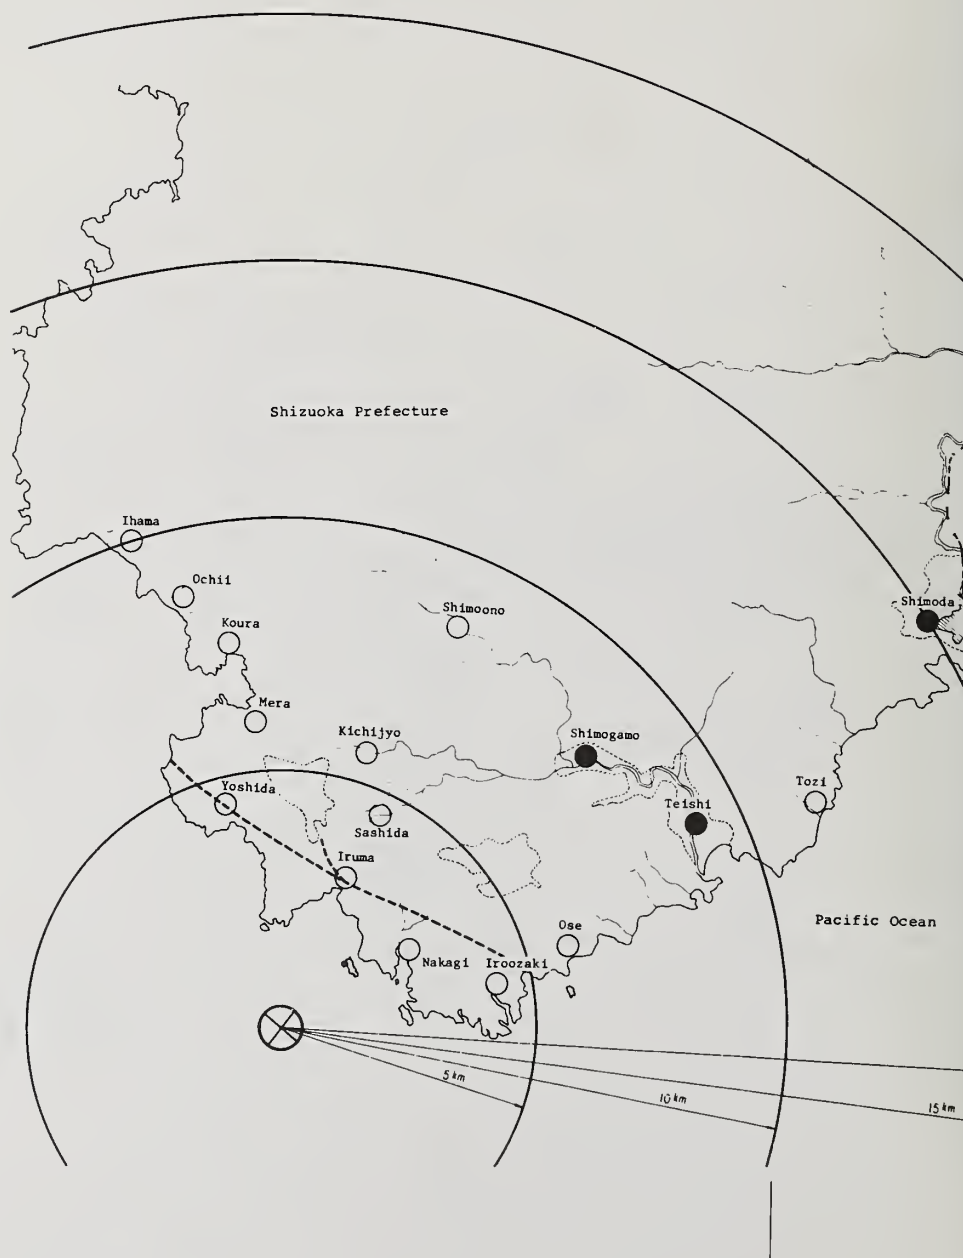 Shizuoka Prefecture
Ihama
Ochii
Shimoono
Shimoda
Koura
Mera
Kichijyo
Shimogamo
Yoshida
Tozi
Teishi
Sashida
Iruma
Pacific Ocean
Ose
Nakagi
Iroozaki
5 km
10 km
15 km